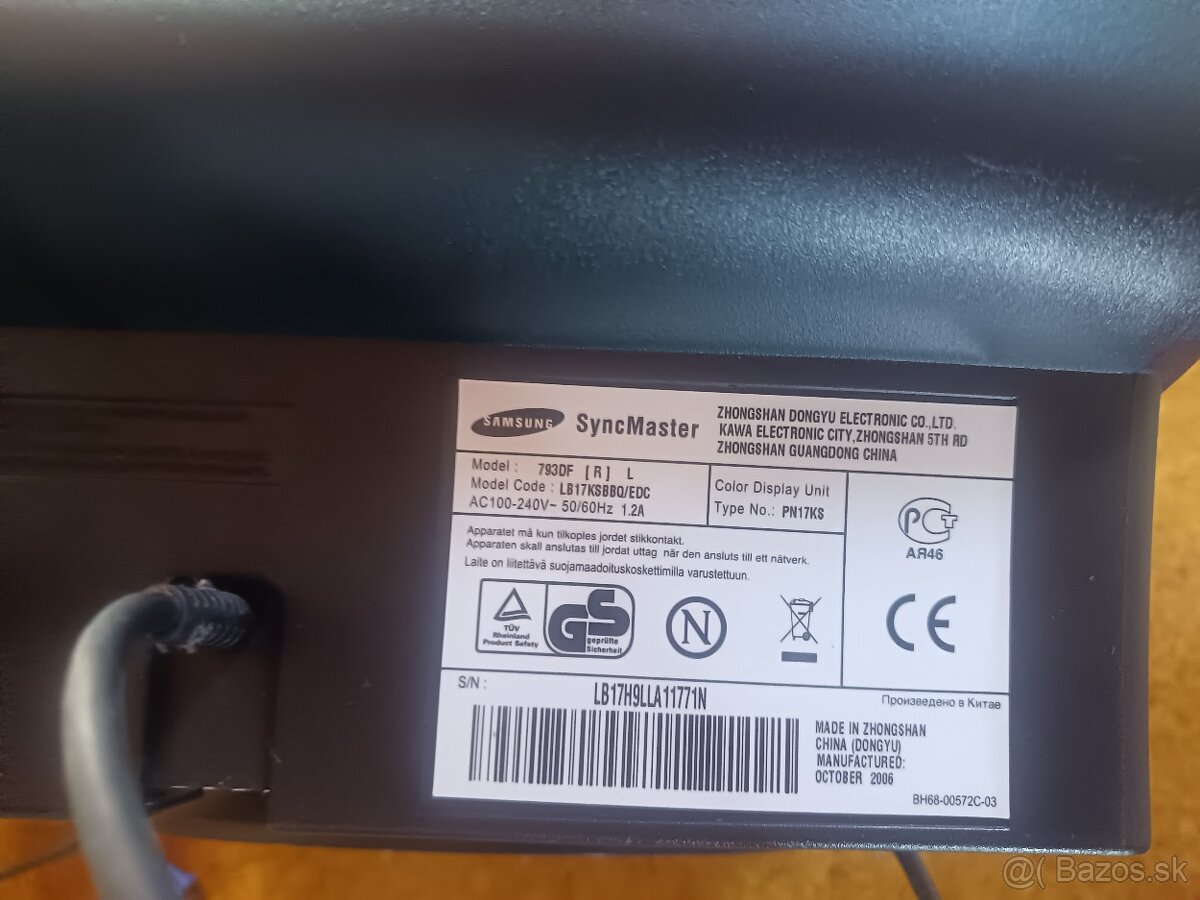 SAMSUNG
SyncMaster
ZHONGSHAN DONGYU ELECTRONIC CO.,LTD.
KAWA ELECTRONIC CITY,ZHONGSHAN 5TH RD
ZHONGSHAN GUANGDONG CHINA
Model : 793DF [R] L
Model Code : LB17KSBBQ/EDC
AC100-240V~ 50/60Hz 1.2A
Color Display Unit
Type No.: PN17KS
Apparatet må kun tilkoples jordet stikkontakt.
Apparaten skall anslutas till jordat uttag när den ansluts till ett nätverk.
Laite on liitettävä suojamaadoituskoskettimilla varustettuun.
TÜV
Rheinland
Product Safety
GS
geprüfte
Sicherheit
N
PCT
АЯ46
CE
S/N :
LB17H9LLA11771N
Произведено в Китае
MADE IN ZHONGSHAN
CHINA (DONGYU)
MANUFACTURED:
OCTOBER 2006
BH68-00572C-03
@( Bazos.sk